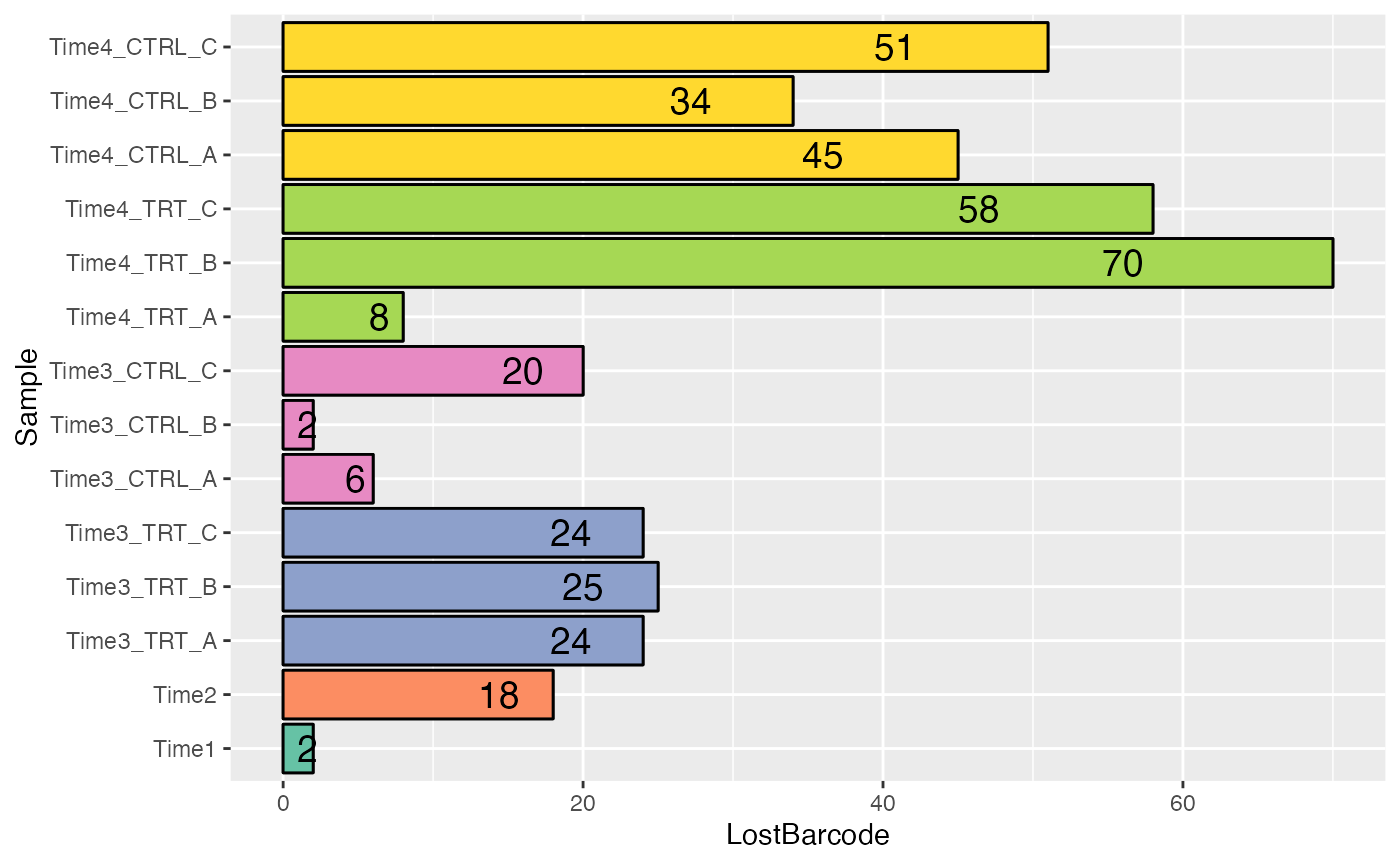 Time4_CTRL_C 51
Time4_CTRL_B 34
Time4_CTRL_A 45
Time4_TRT_C 58
Time4_TRT_B 70
Time4_TRT_A 8
Time3_CTRL_C 20
Time3_CTRL_B 2
Time3_CTRL_A 6
Time3_TRT_C 24
Time3_TRT_B 25
Time3_TRT_A 24
Time2 18
Time1 2
Sample
0 20 40 60
LostBarcode